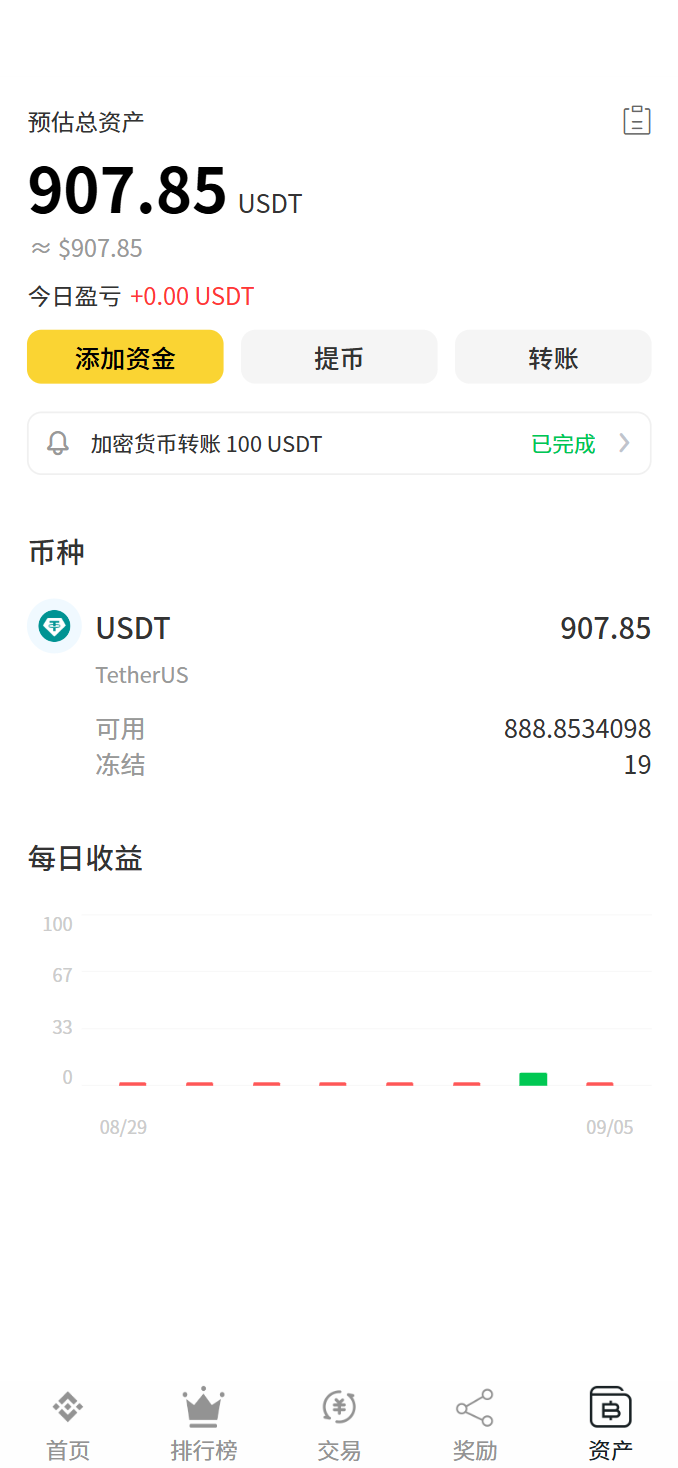 预估总资产
907.85 USDT
≈ $907.85
今日盈亏 +0.00 USDT
添加资金 提币 转账
加密货币转账 100 USDT 已完成
币种
USDT 907.85
TetherUS
可用 888.8534098
冻结 19
每日收益
100
67
33
0
08/29 09/05
首页 排行榜 交易 奖励 资产